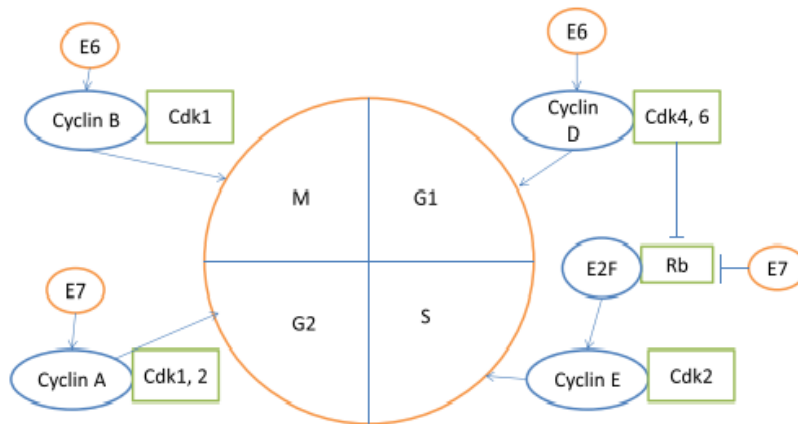 E6
E6
Cyclin B
Cdk1
Cyclin
D
Cdk4, 6
M
G1
E2F
Rb
E7
E7
G2
S
Cyclin A
Cdk1, 2
Cyclin E
Cdk2